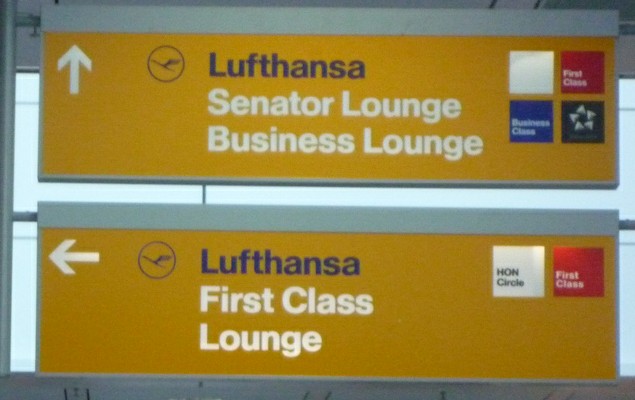 Lufthansa
Senator Lounge
Business Lounge
First
Class
Business
Class
Lufthansa
First Class
Lounge
HON
Circle
First
Class